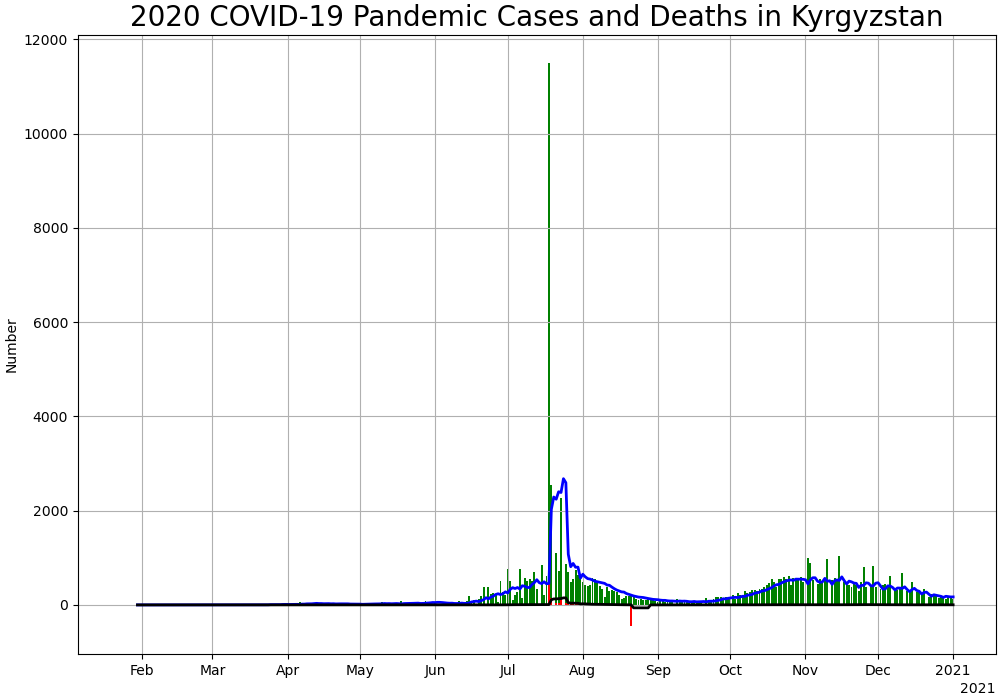 2020 COVID-19 Pandemic Cases and Deaths in Kyrgyzstan
12000
10000
8000
6000
4000
2000
0
Number
Feb Mar Apr May Jun Jul Aug Sep Oct Nov Dec 2021
2021